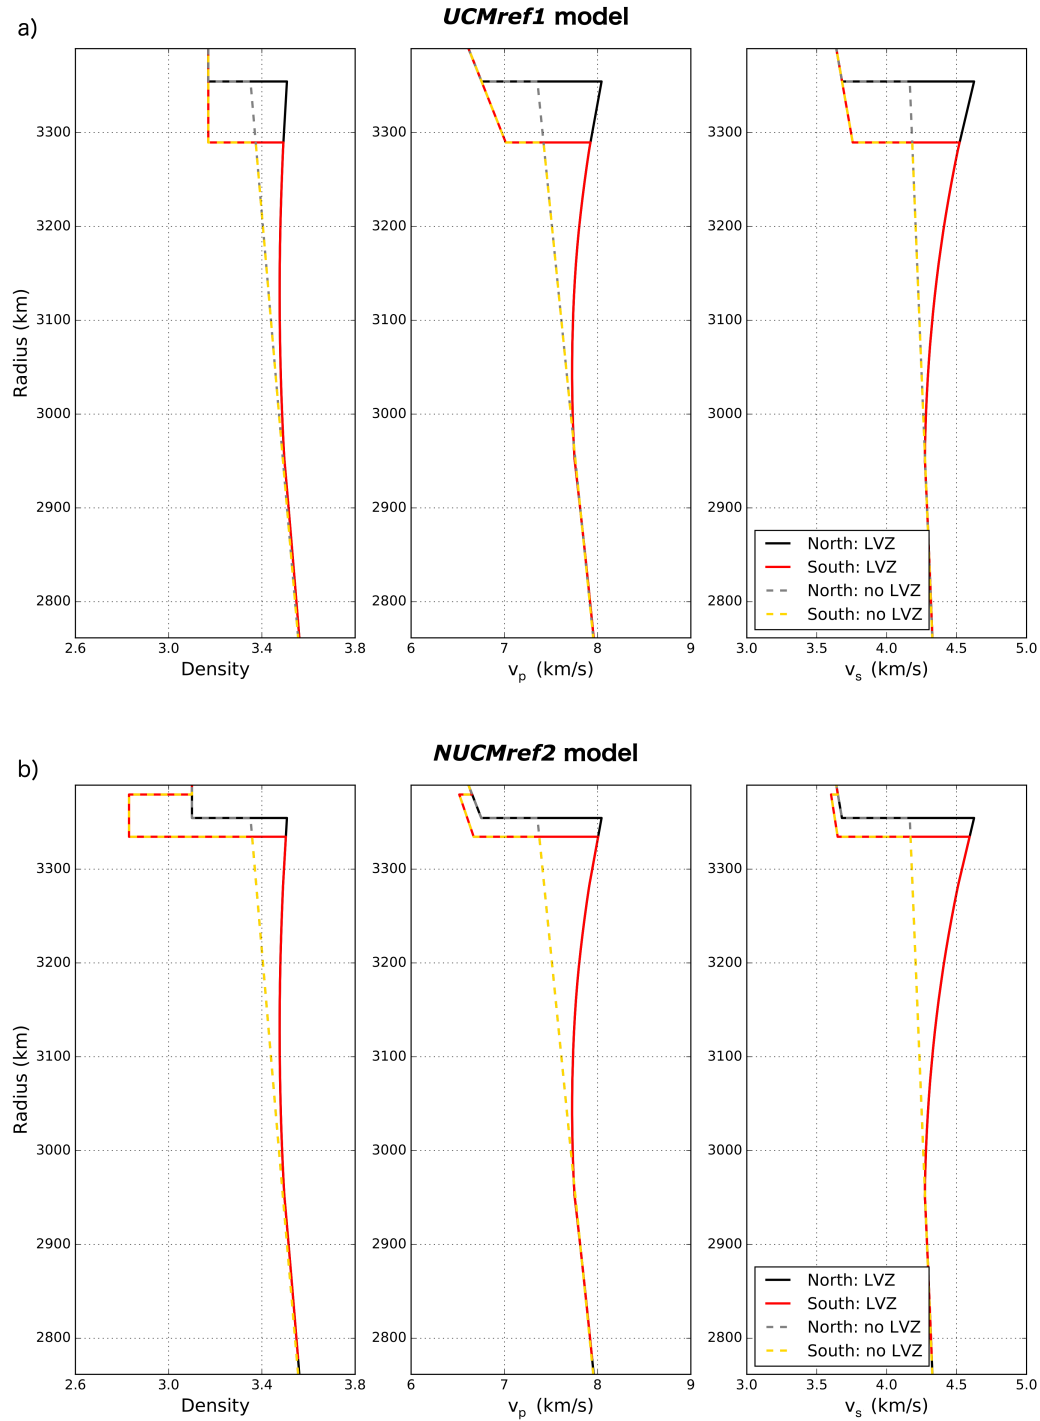 UCMref1 model
a)
3300
3200
3100
3000
2900
2800
Radius (km)
2.6 3.0 3.4 3.8
Density
6 7 8 9
vp (km/s)
3.0 3.5 4.0 4.5 5.0
vs (km/s)
North: LVZ
South: LVZ
North: no LVZ
South: no LVZ
NUCMref2 model
b)
3300
3200
3100
3000
2900
2800
Radius (km)
2.6 3.0 3.4 3.8
Density
6 7 8 9
vp (km/s)
3.0 3.5 4.0 4.5 5.0
vs (km/s)
North: LVZ
South: LVZ
North: no LVZ
South: no LVZ